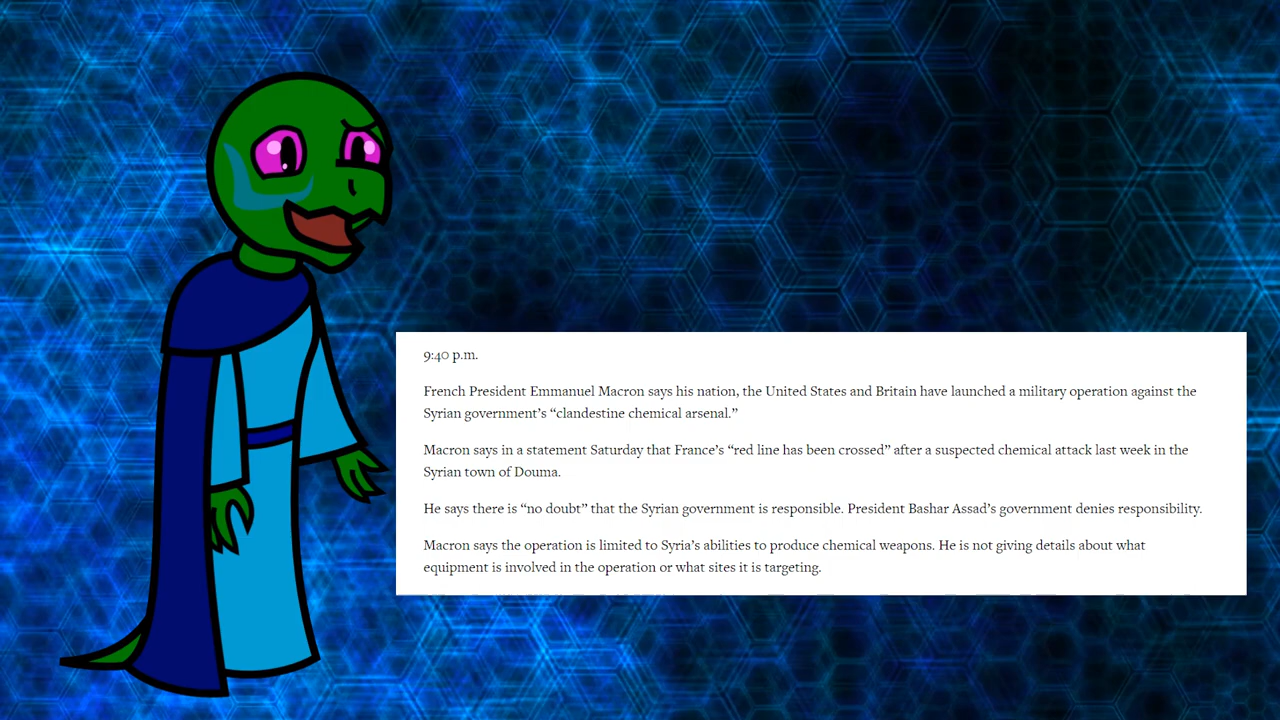 9:40 p.m.
French President Emmanuel Macron says his nation, the United States and Britain have launched a military operation against the
Syrian government’s “clandestine chemical arsenal.”
Macron says in a statement Saturday that France’s “red line has been crossed” after a suspected chemical attack last week in the
Syrian town of Douma.
He says there is “no doubt” that the Syrian government is responsible. President Bashar Assad’s government denies responsibility.
Macron says the operation is limited to Syria’s abilities to produce chemical weapons. He is not giving details about what
equipment is involved in the operation or what sites it is targeting.